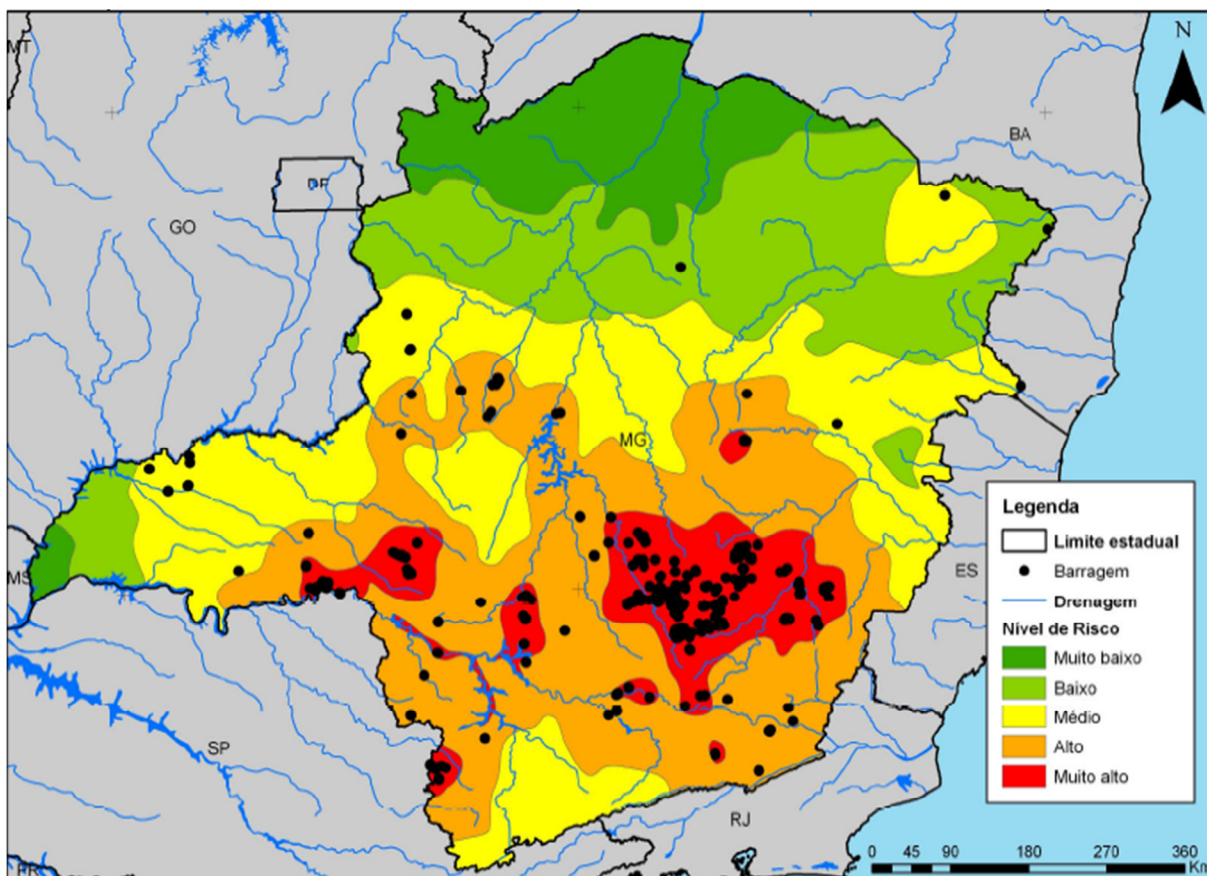 N
MT
BA
DF
GO
MG
MS
ES
SP
RJ
PR
Legenda
Limite estadual
Barragem
Drenagem
Nível de Risco
Muito baixo
Baixo
Médio
Alto
Muito alto
0 45 90 180 270 360
Km